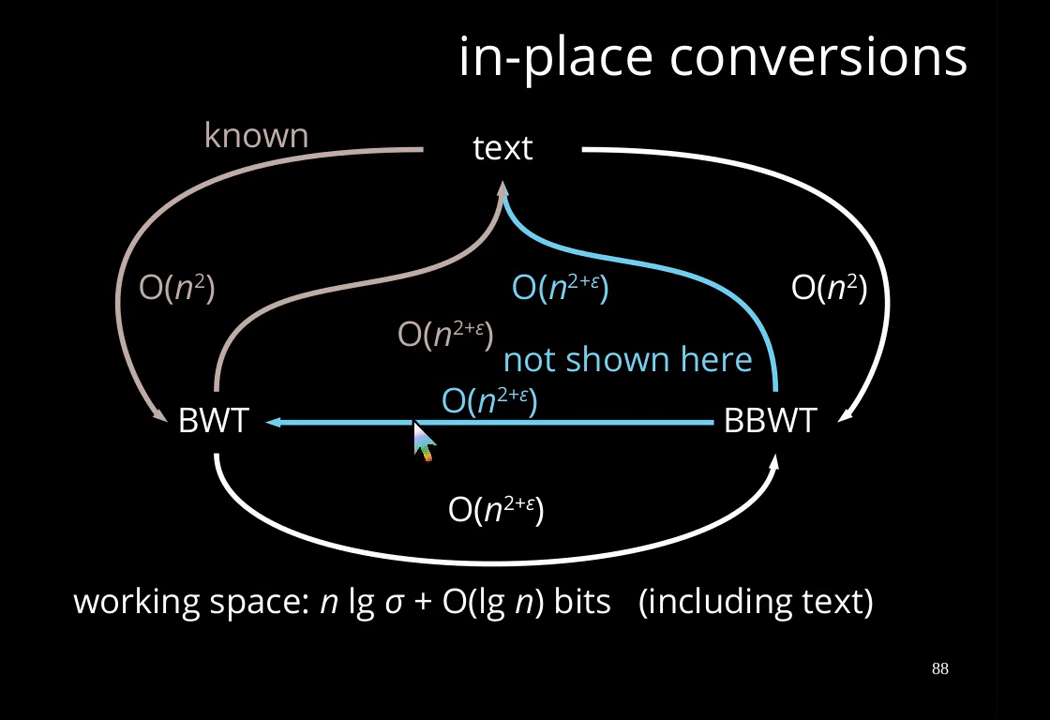 in-place conversions
known
text
O(n²)
O(n²⁺ᵋ)
O(n²)
O(n²⁺ᵋ)
not shown here
O(n²⁺ᵋ)
BWT
BBWT
O(n²⁺ᵋ)
working space: n lg σ + O(lg n) bits (including text)
88